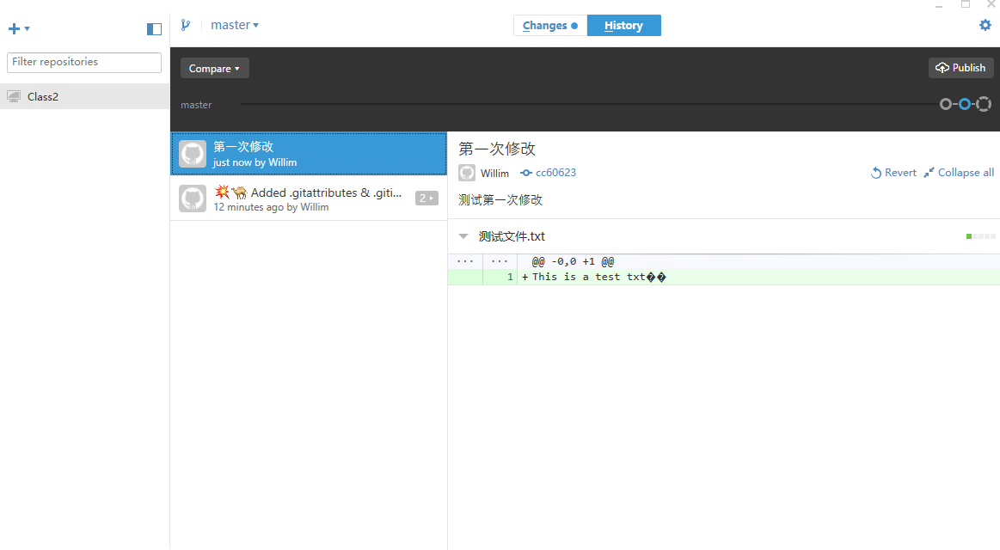 master
Changes
History
Filter repositories
Class2
Compare
Publish
master
第一次修改
just now by Willim
Added .gitattributes & .giti...
12 minutes ago by Willim
2
第一次修改
Willim
cc60623
Revert
Collapse all
测试第一次修改
测试文件.txt
... ... @@ -0,0 +1 @@
1 + This is a test txt��